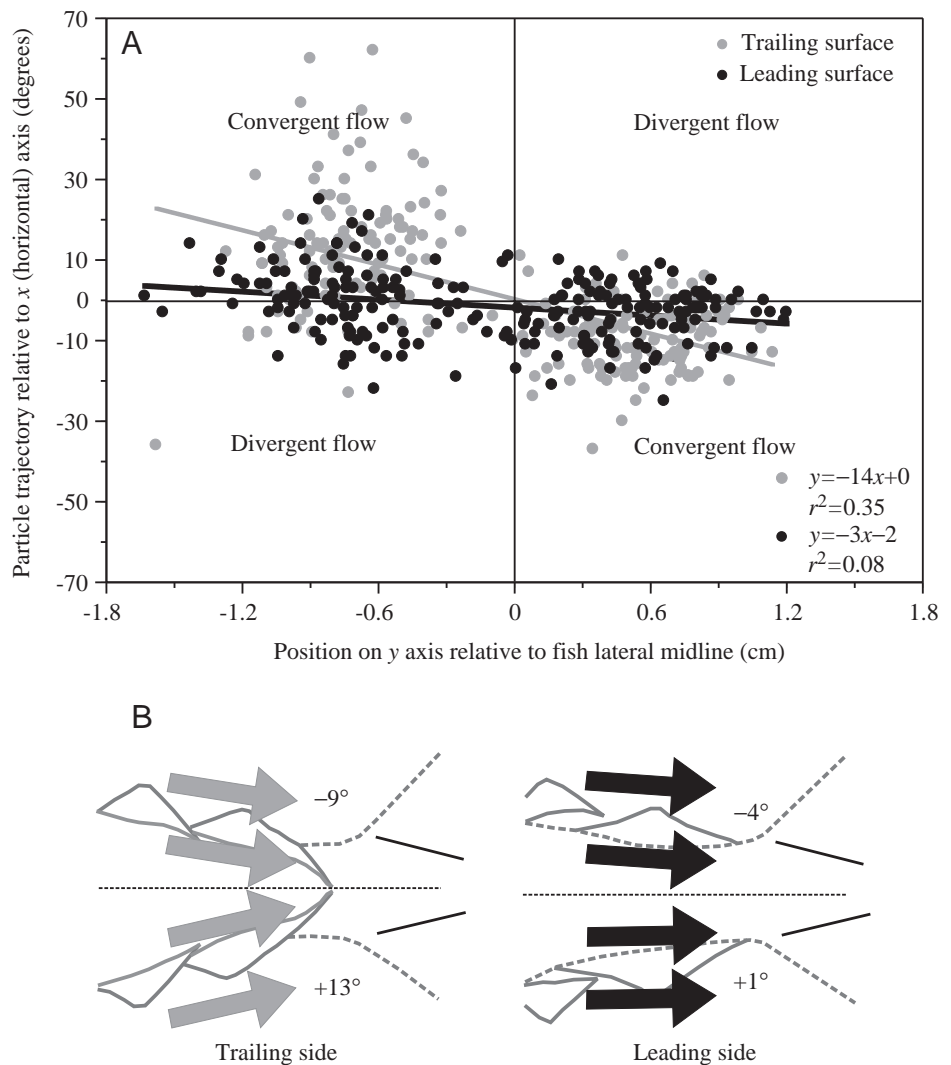 A
70
50
30
10
0
-10
-30
-50
-70
-1.8
-1.2
-0.6
0
0.6
1.2
1.8
Particle trajectory relative to x (horizontal) axis (degrees)
Position on y axis relative to fish lateral midline (cm)
Trailing surface
Leading surface
Convergent flow
Divergent flow
Divergent flow
Convergent flow
y=−14x+0
r²=0.35
y=−3x−2
r²=0.08
B
−9°
+13°
Trailing side
−4°
+1°
Leading side